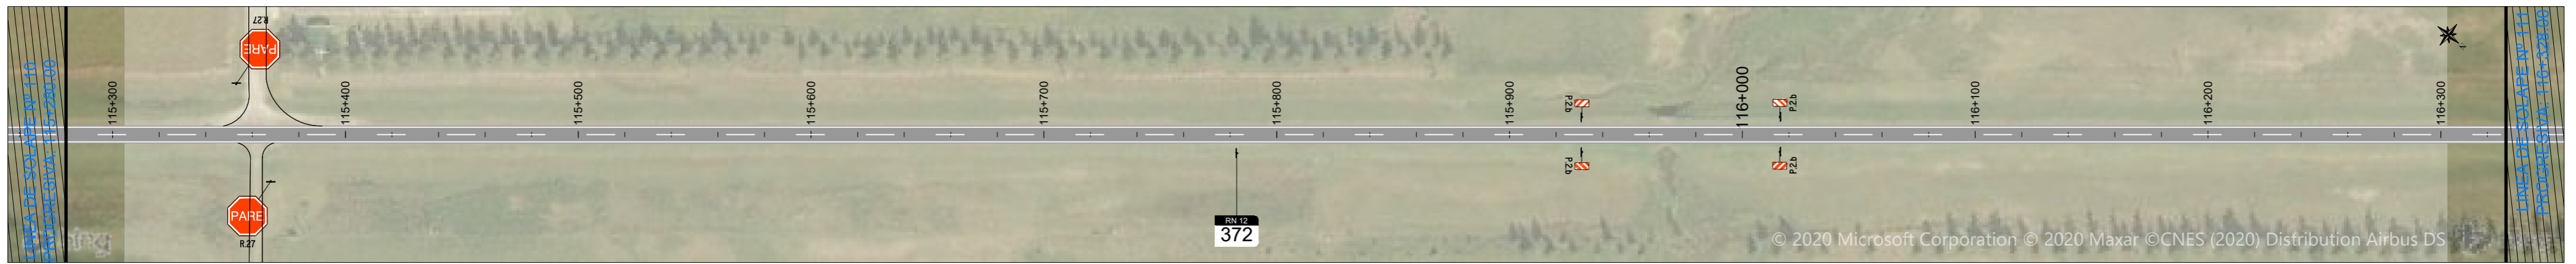 LINEA DE SOLAPE Nº 110
PROGRESIVA: 115+280.00
R.27
PARE
115+300
115+400
115+500
115+600
115+700
115+800
115+900
116+000
116+100
116+200
116+300
P.2.b
P.2.b
P.2.b
P.2.b
PARE
R.27
RN 12
372
© 2020 Microsoft Corporation © 2020 Maxar ©CNES (2020) Distribution Airbus DS
LINEA DE SOLAPE Nº 111
PROGRESIVA: 116+328.00